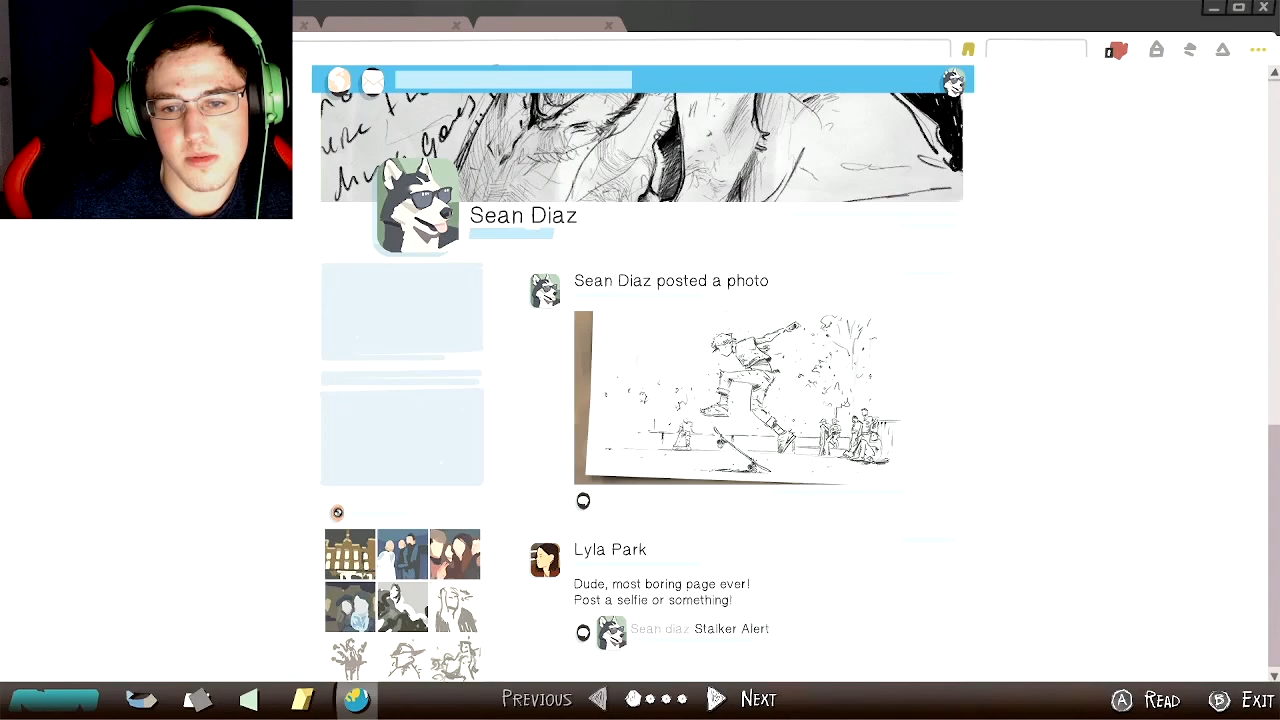 Sean Diaz
Sean Diaz posted a photo
Lyla Park
Dude, most boring page ever!
Post a selfie or something!
Sean diaz Stalker Alert
PREVIOUS
NEXT
A READ
B EXIT